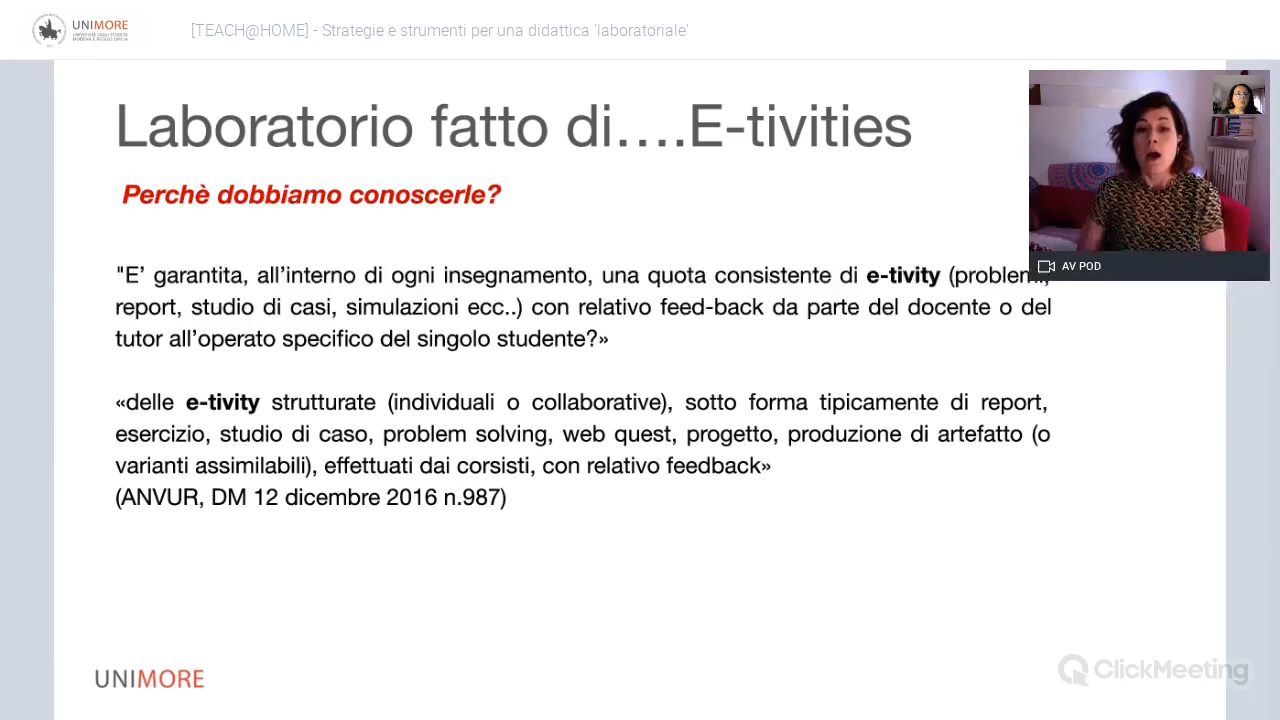 UNIMORE
UNIVERSITÀ DEGLI STUDI DI
MODENA E REGGIO EMILIA
[TEACH@HOME] - Strategie e strumenti per una didattica 'laboratoriale'
Laboratorio fatto di….E-tivities
Perchè dobbiamo conoscerle?
AV POD
"E’ garantita, all’interno di ogni insegnamento, una quota consistente di e-tivity (problemi,
report, studio di casi, simulazioni ecc..) con relativo feed-back da parte del docente o del
tutor all’operato specifico del singolo studente?»
«delle e-tivity strutturate (individuali o collaborative), sotto forma tipicamente di report,
esercizio, studio di caso, problem solving, web quest, progetto, produzione di artefatto (o
varianti assimilabili), effettuati dai corsisti, con relativo feedback»
(ANVUR, DM 12 dicembre 2016 n.987)
UNIMORE
ClickMeeting